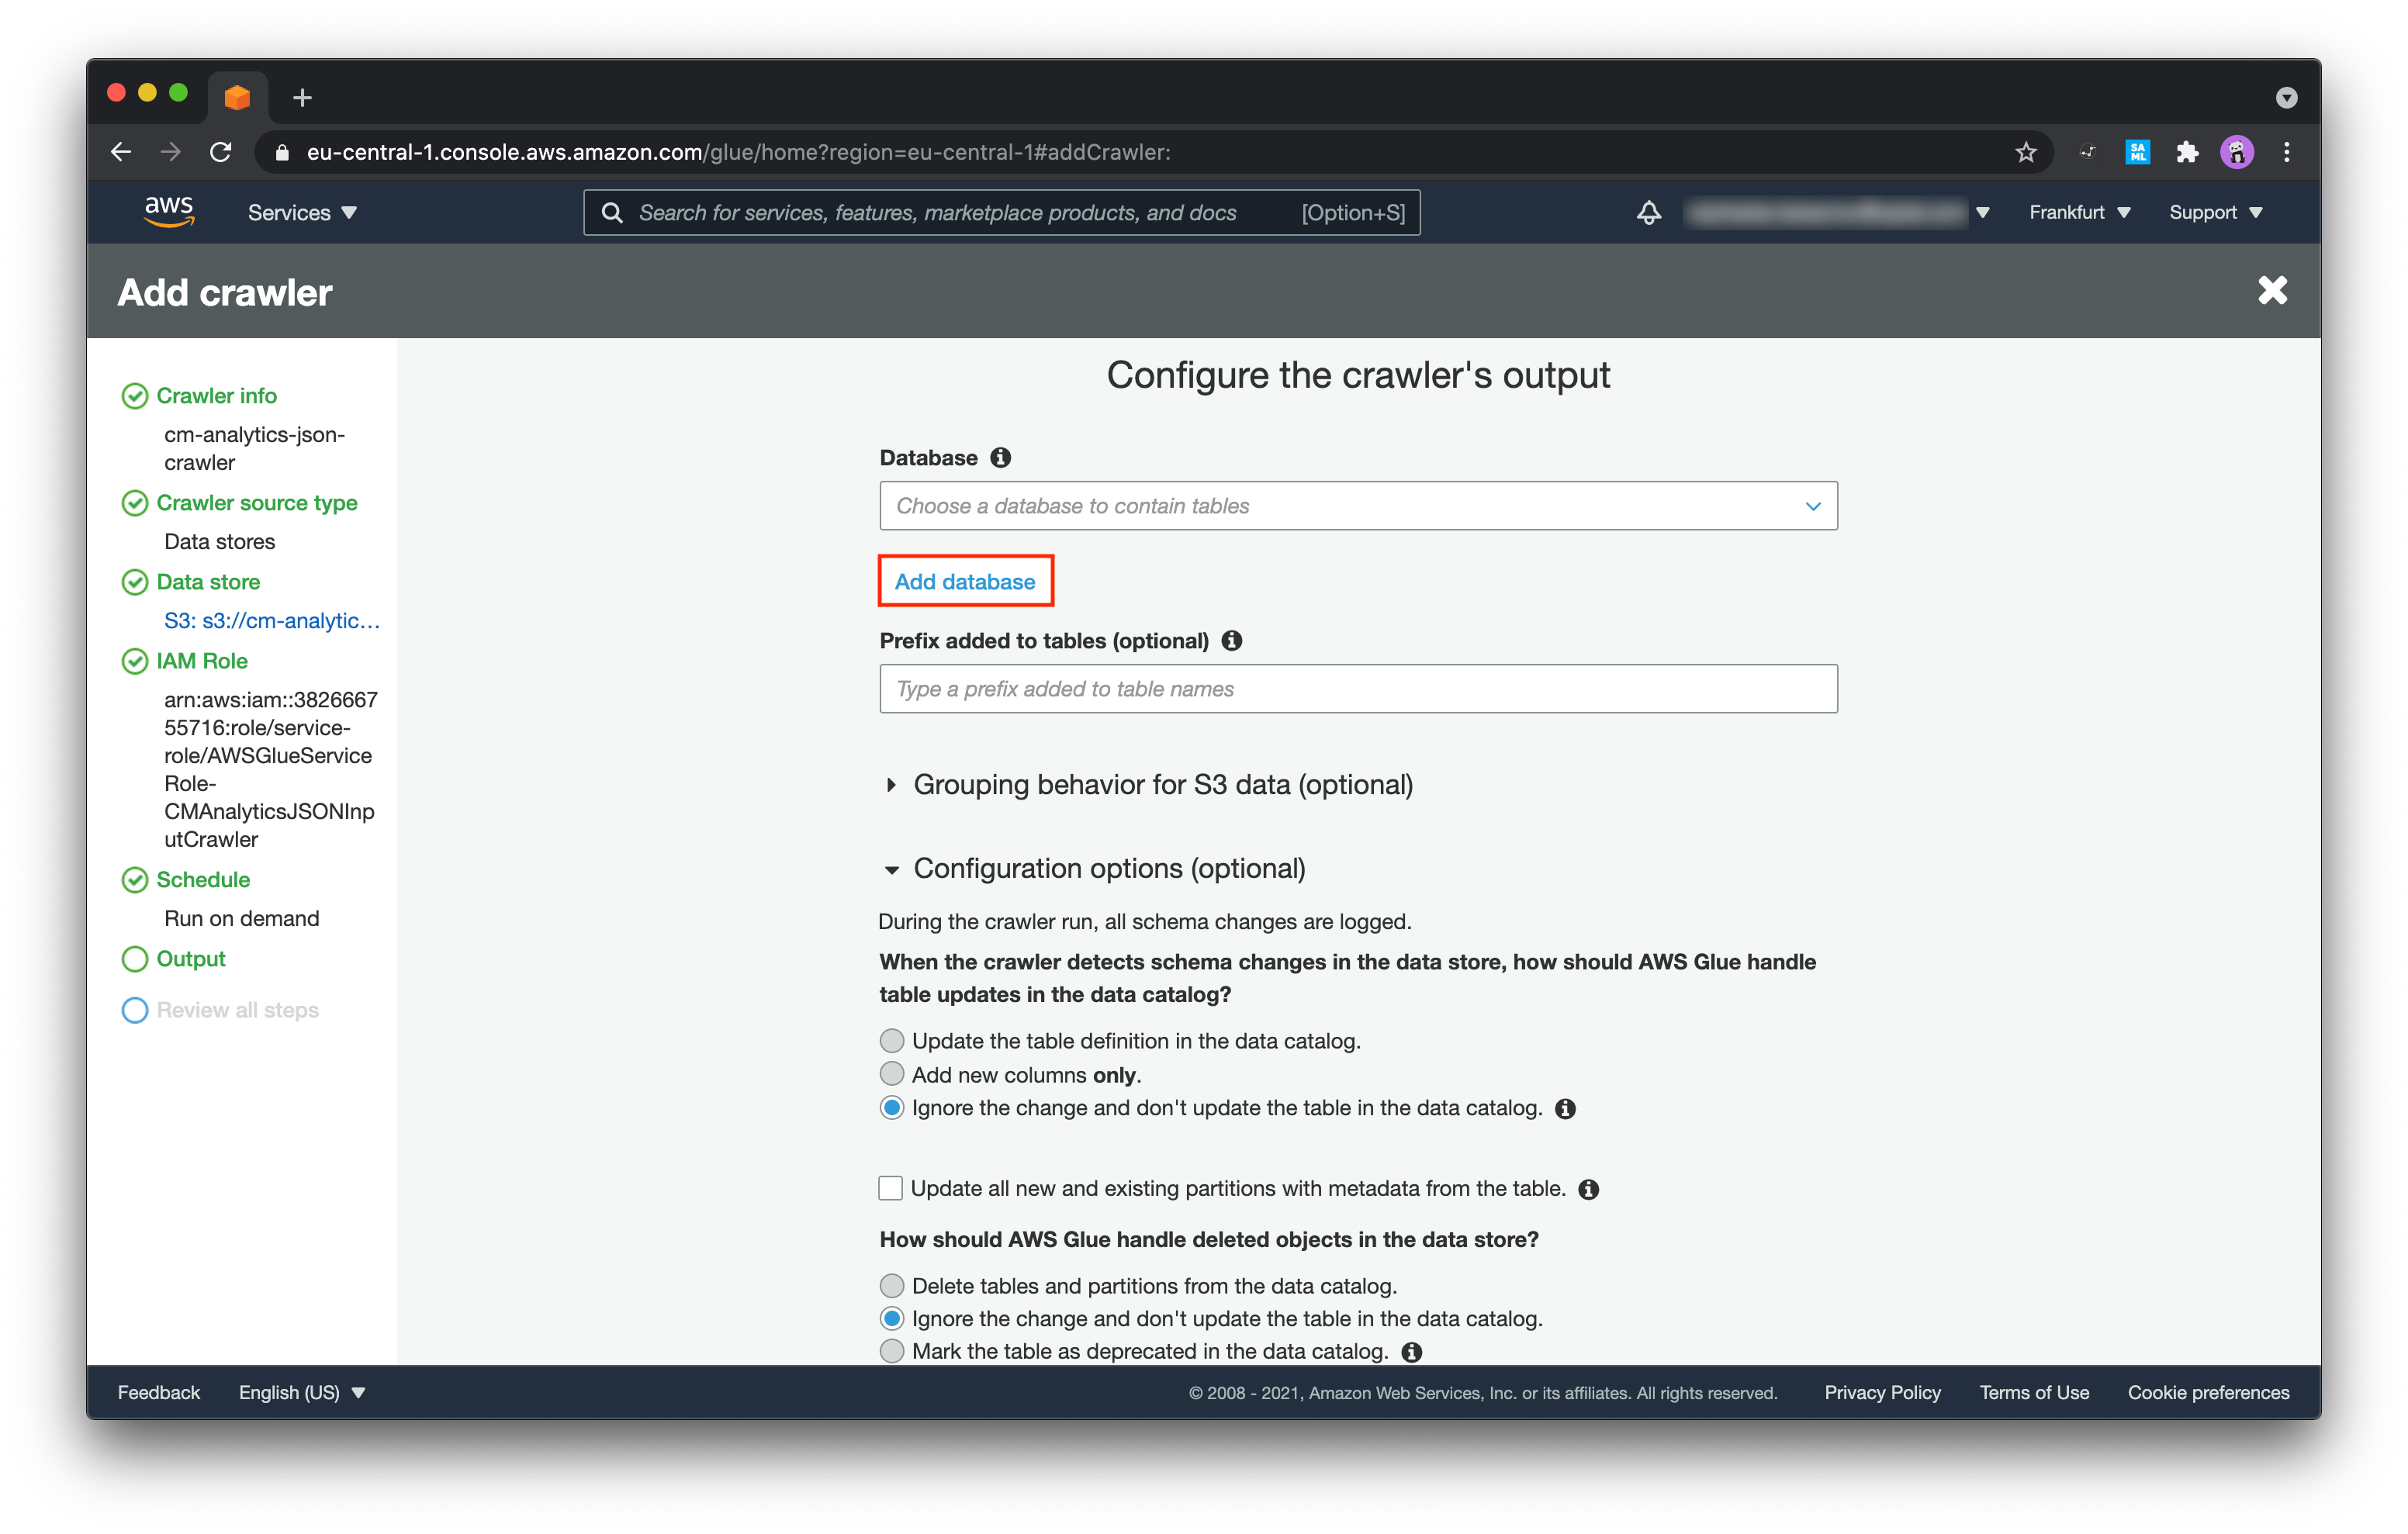 eu-central-1.console.aws.amazon.com/glue/home?region=eu-central-1#addCrawler:
SA
ML
aws
Services
Search for services, features, marketplace products, and docs
[Option+S]
Frankfurt
Support
Add crawler
Crawler info
cm-analytics-json-
crawler
Crawler source type
Data stores
Data store
S3: s3://cm-analytic...
IAM Role
arn:aws:iam::3826667
55716:role/service-
role/AWSGlueService
Role-
CMAnalyticsJSONInp
utCrawler
Schedule
Run on demand
Output
Review all steps
Configure the crawler's output
Database
Choose a database to contain tables
Add database
Prefix added to tables (optional)
Type a prefix added to table names
Grouping behavior for S3 data (optional)
Configuration options (optional)
During the crawler run, all schema changes are logged.
When the crawler detects schema changes in the data store, how should AWS Glue handle
table updates in the data catalog?
Update the table definition in the data catalog.
Add new columns only.
Ignore the change and don't update the table in the data catalog.
Update all new and existing partitions with metadata from the table.
How should AWS Glue handle deleted objects in the data store?
Delete tables and partitions from the data catalog.
Ignore the change and don't update the table in the data catalog.
Mark the table as deprecated in the data catalog.
Feedback
English (US)
© 2008 - 2021, Amazon Web Services, Inc. or its affiliates. All rights reserved.
Privacy Policy
Terms of Use
Cookie preferences